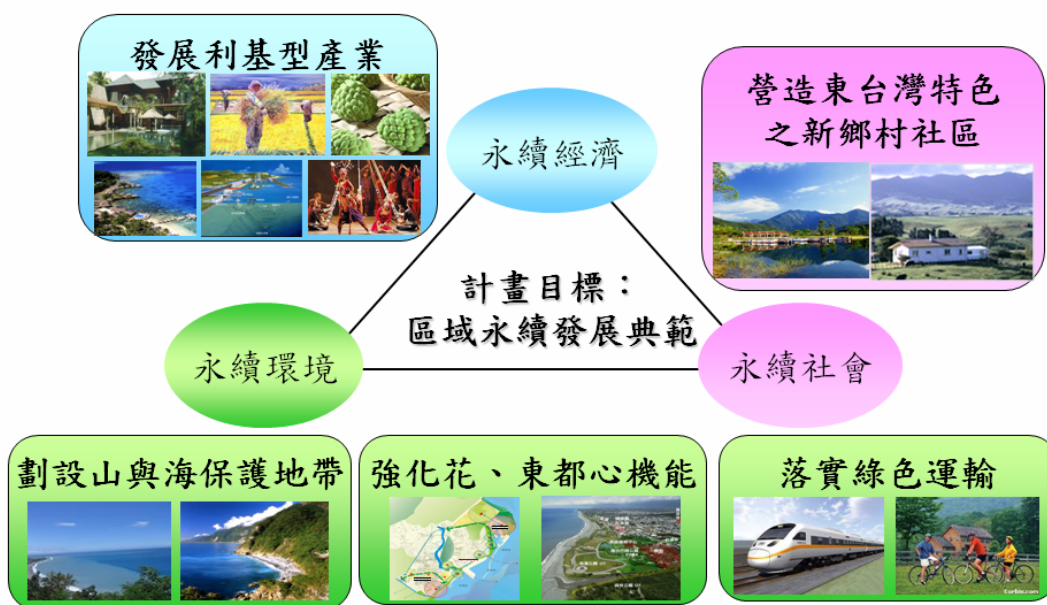 發展利基型產業
營造東台灣特色
之新鄉村社區
永續經濟
計畫目標：
區域永續發展典範
永續環境
永續社會
劃設山與海保護地帶
強化花、東都心機能
落實綠色運輸
Corbis.com